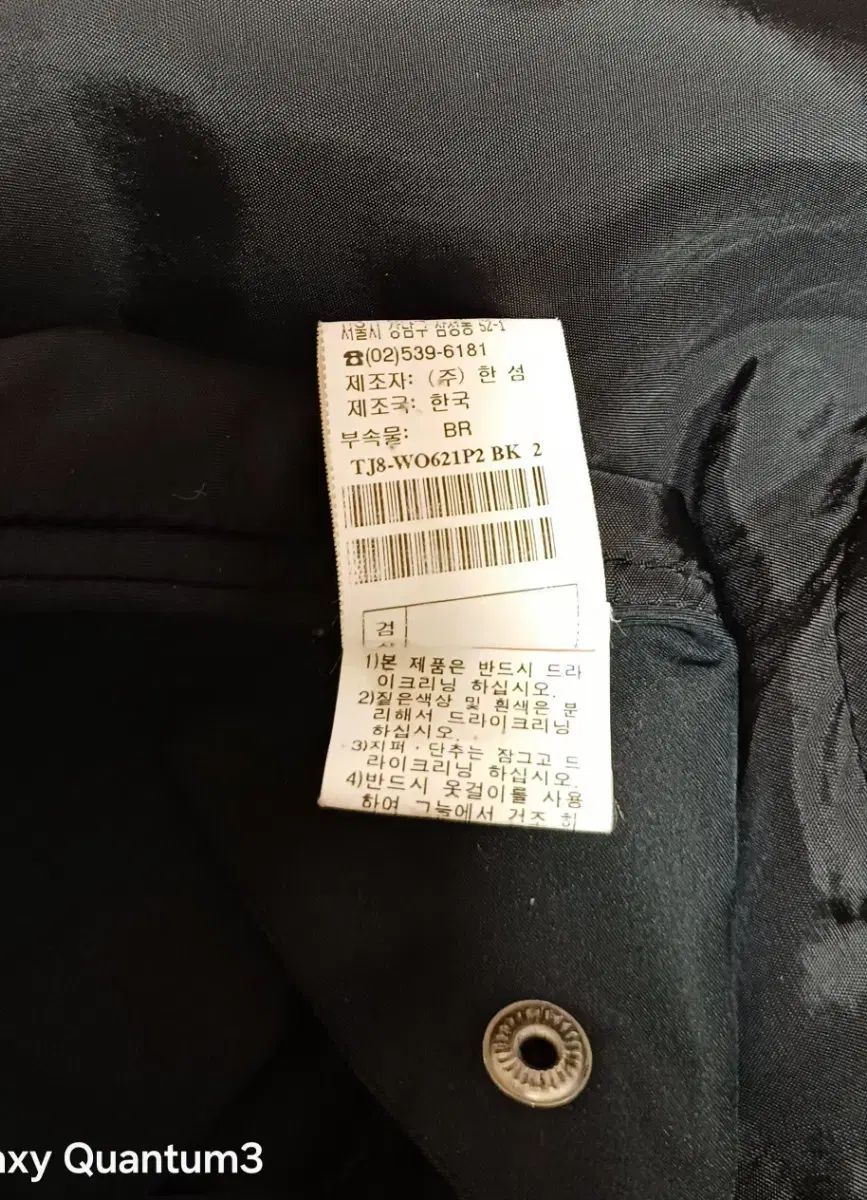 서울시 강남구 삼성동 52-1
☎(02)539-6181
제조자: (주) 한 섬
제조국: 한국
부속물: BR
TJ8-WO621P2 BK 2
검
1)본 제품은 반드시 드라
이크리닝 하십시오.
2)짙은색상 및 흰색은 분
리해서 드라이크리닝
하십시오.
3)지퍼·단추는 잠그고 드
라이크리닝 하십시오.
4)반드시 옷걸이를 사용
하여 그늘에서 건조 하
axy Quantum3